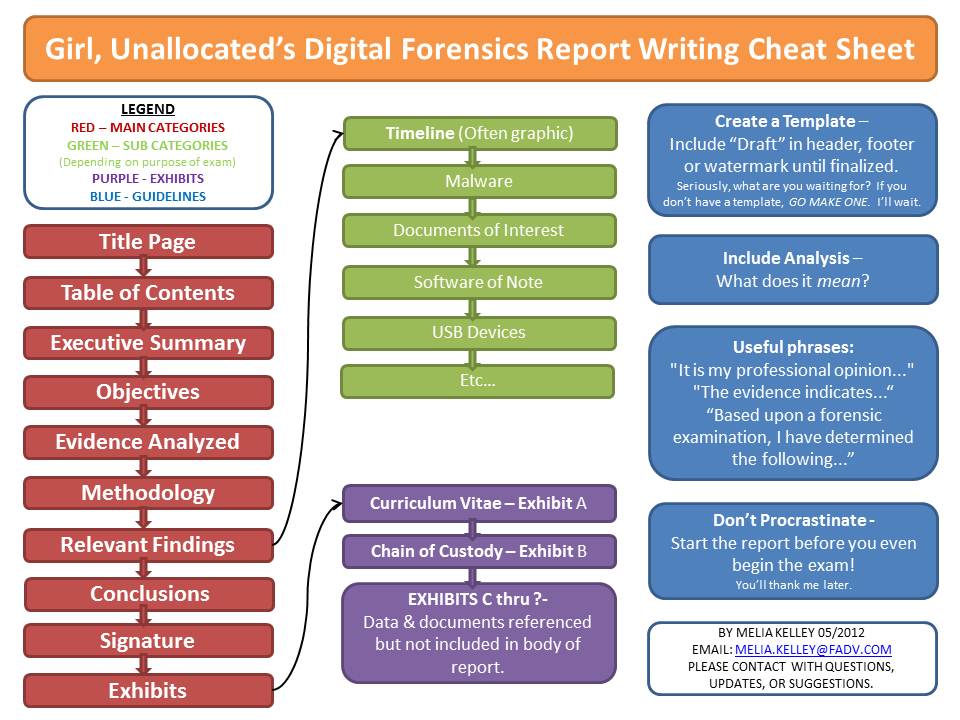 Girl, Unallocated’s Digital Forensics Report Writing Cheat Sheet
LEGEND
RED – MAIN CATEGORIES
GREEN – SUB CATEGORIES
(Depending on purpose of exam)
PURPLE - EXHIBITS
BLUE - GUIDELINES
Title Page
Table of Contents
Executive Summary
Objectives
Evidence Analyzed
Methodology
Relevant Findings
Conclusions
Signature
Exhibits
Timeline (Often graphic)
Malware
Documents of Interest
Software of Note
USB Devices
Etc...
Curriculum Vitae – Exhibit A
Chain of Custody – Exhibit B
EXHIBITS C thru ?-
Data & documents referenced
but not included in body of
report.
Create a Template –
Include “Draft” in header, footer
or watermark until finalized.
Seriously, what are you waiting for? If you
don’t have a template, GO MAKE ONE. I’ll wait.
Include Analysis –
What does it mean?
Useful phrases:
"It is my professional opinion..."
"The evidence indicates...“
“Based upon a forensic
examination, I have determined
the following...”
Don’t Procrastinate -
Start the report before you even
begin the exam!
You’ll thank me later.
BY MELIA KELLEY 05/2012
EMAIL: MELIA.KELLEY@FADV.COM
PLEASE CONTACT WITH QUESTIONS,
UPDATES, OR SUGGESTIONS.